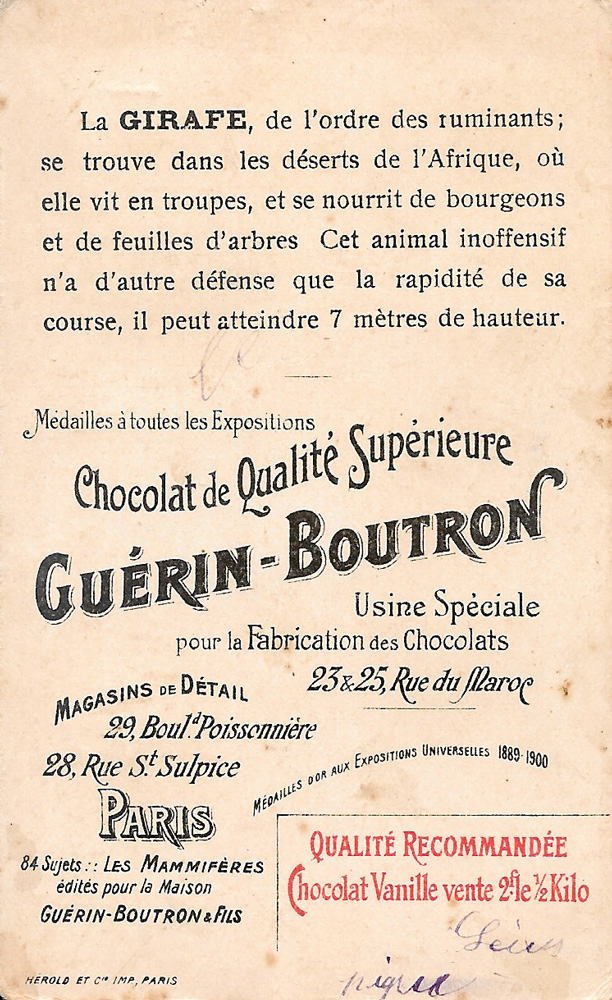 La GIRAFE, de l'ordre des ruminants;
se trouve dans les déserts de l'Afrique, où
elle vit en troupes, et se nourrit de bourgeons
et de feuilles d'arbres Cet animal inoffensif
n'a d'autre défense que la rapidité de sa
course, il peut atteindre 7 mètres de hauteur.
Médailles à toutes les Expositions
Chocolat de Qualité Supérieure
GUÉRIN-BOUTRON
Usine Spéciale
pour la Fabrication des Chocolats
23 & 25, Rue du Maroc
MAGASINS DE DÉTAIL
29, Boul.d Poissonnière
28, Rue St. Sulpice
PARIS
MÉDAILLES D'OR AUX EXPOSITIONS UNIVERSELLES 1889-1900
84 Sujets :: LES MAMMIFÈRES
édités pour la Maison
GUÉRIN-BOUTRON & FILS
QUALITÉ RECOMMANDÉE
Chocolat Vanille vente 2f. le ½ Kilo
HÉROLD ET Cie IMP, PARIS